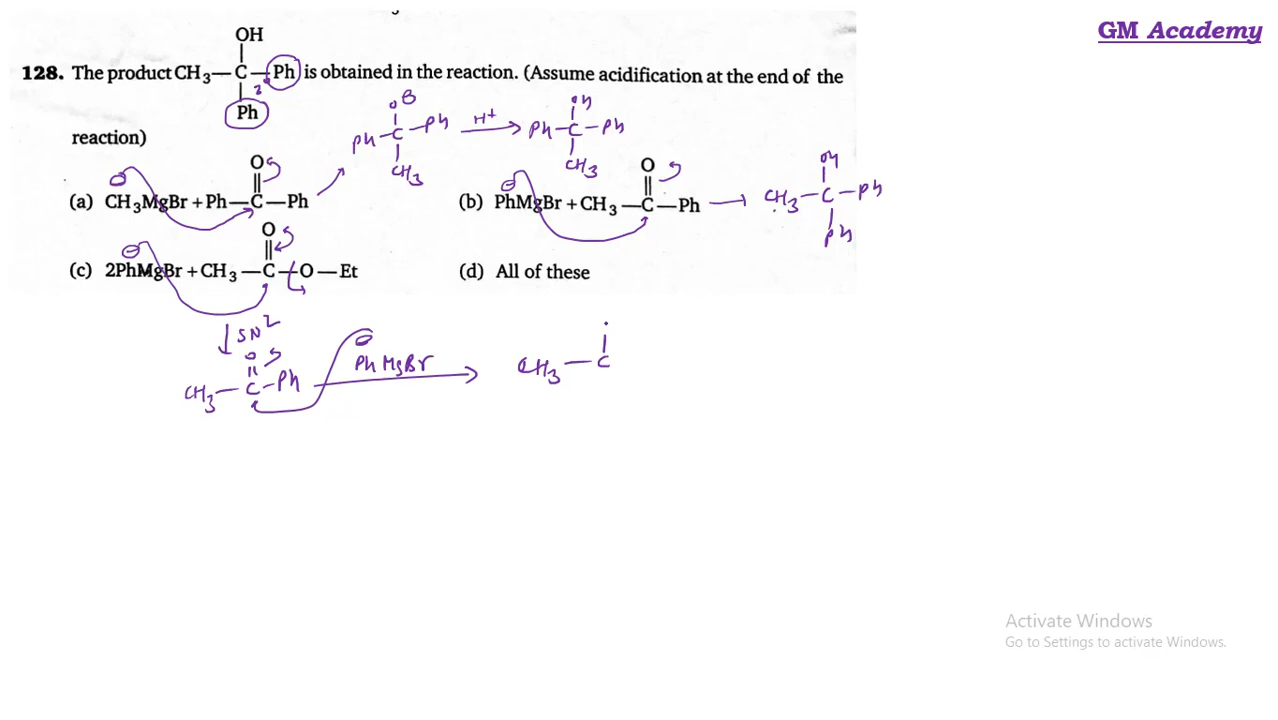 GM Academy
OH
128. The product CH3—C—Ph is obtained in the reaction. (Assume acidification at the end of the
Ph
reaction)
Ph—C—Ph H+ Ph—C—Ph
CH3 CH3
O O
(a) CH3MgBr + Ph—C—Ph (b) PhMgBr + CH3—C—Ph CH3—C—Ph
Ph
O
(c) 2PhMgBr + CH3—C—O—Et (d) All of these
SN2
O
CH3—C—Ph PhMgBr CH3—C
Activate Windows
Go to Settings to activate Windows.